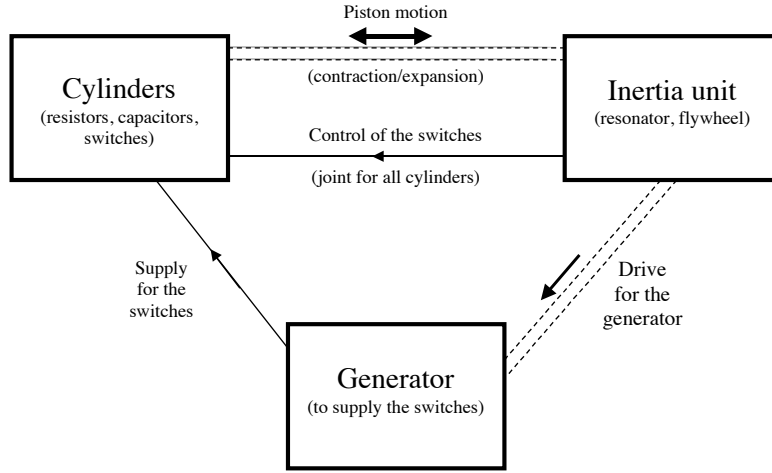 Piston motion
Cylinders
(resistors, capacitors,
switches)
(contraction/expansion)
Inertia unit
(resonator, flywheel)
Control of the switches
(joint for all cylinders)
Supply
for the
switches
Drive
for the
generator
Generator
(to supply the switches)